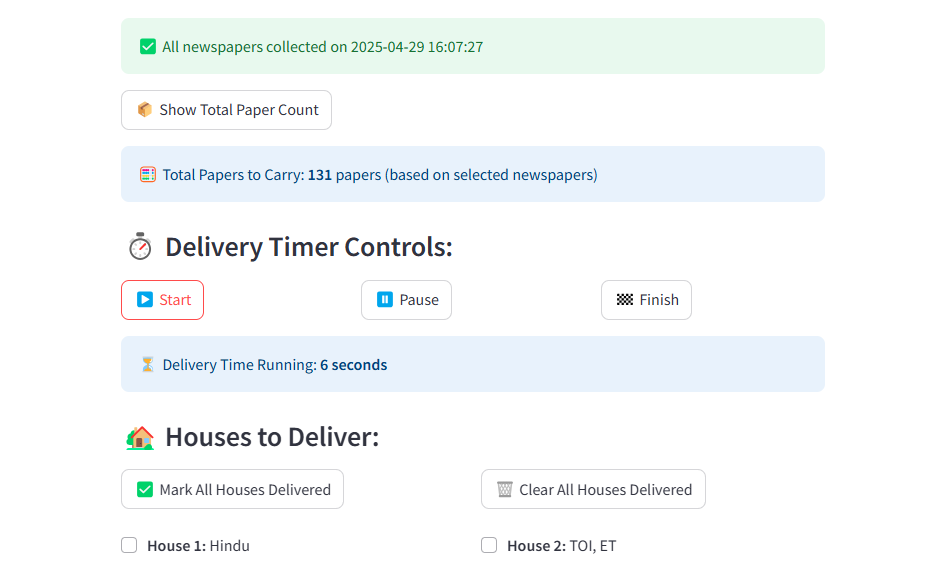 All newspapers collected on 2025-04-29 16:07:27
Show Total Paper Count
Total Papers to Carry: 131 papers (based on selected newspapers)
Delivery Timer Controls:
Start
Pause
Finish
Delivery Time Running: 6 seconds
Houses to Deliver:
Mark All Houses Delivered
Clear All Houses Delivered
House 1: Hindu
House 2: TOI, ET